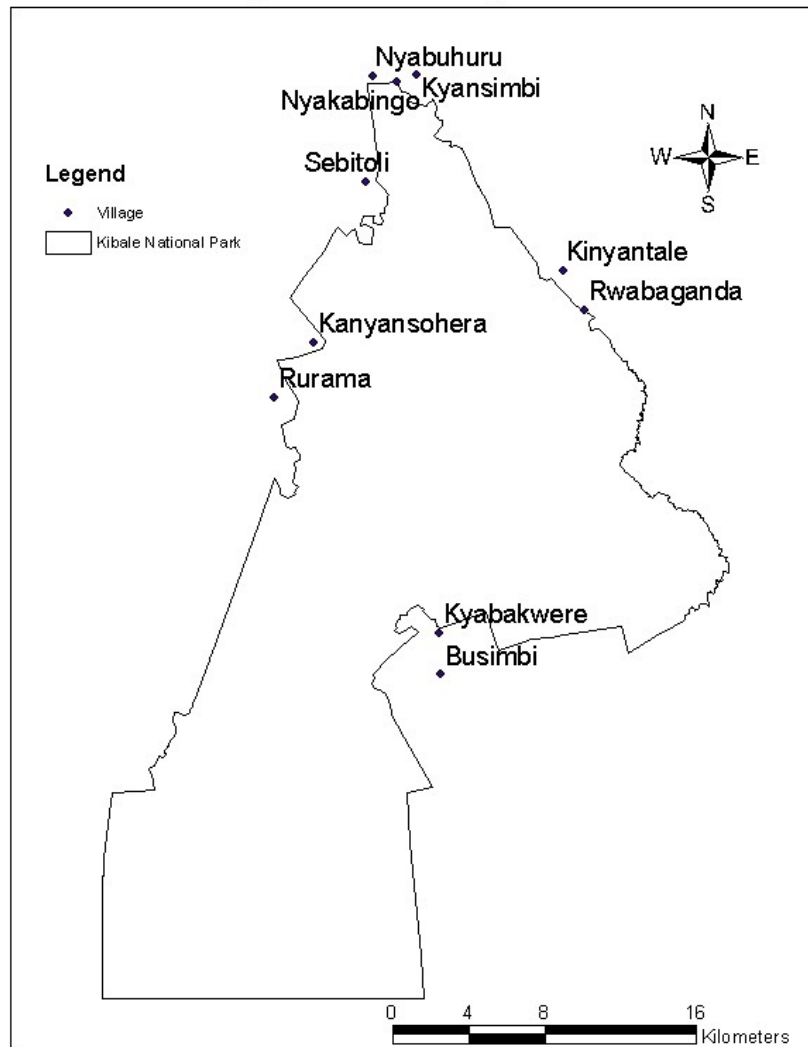 Nyabuhuru
Nyakabingo
Kyansimbi
N
W E
S
Sebitoli
Legend
Village
Kibale National Park
Kinyantale
Rwabaganda
Kanyansohera
Rurama
Kyabakwere
Busimbi
0 4 8 16
Kilometers